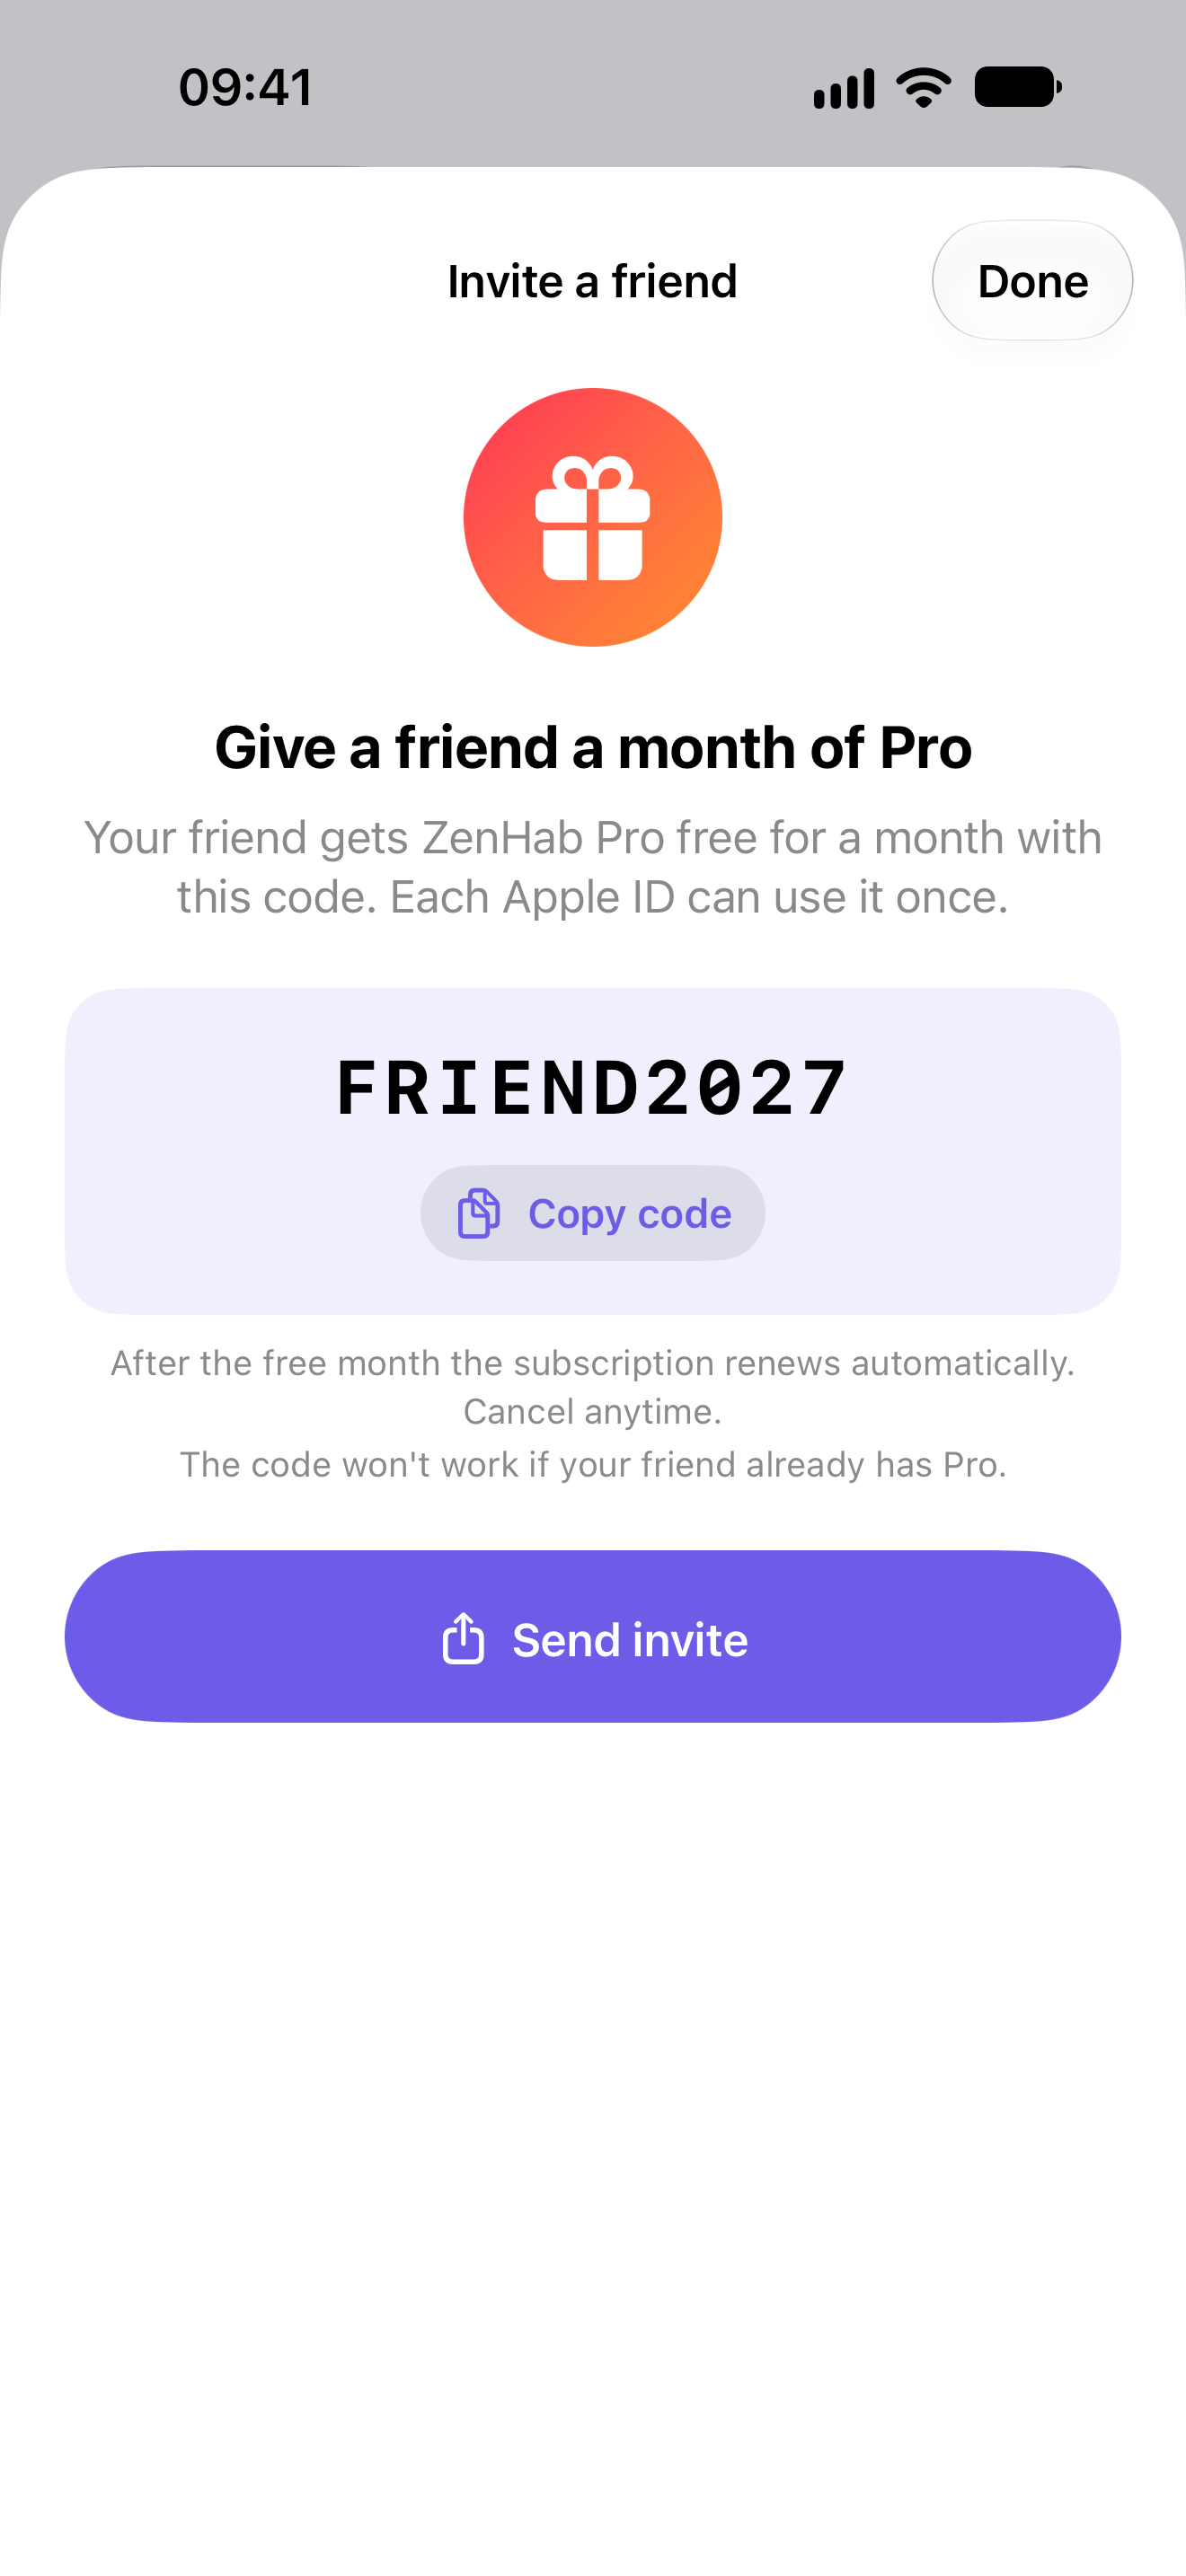 09:41
Invite a friend
Done
Give a friend a month of Pro
Your friend gets ZenHab Pro free for a month with
this code. Each Apple ID can use it once.
FRIEND2027
Copy code
After the free month the subscription renews automatically.
Cancel anytime.
The code won't work if your friend already has Pro.
Send invite